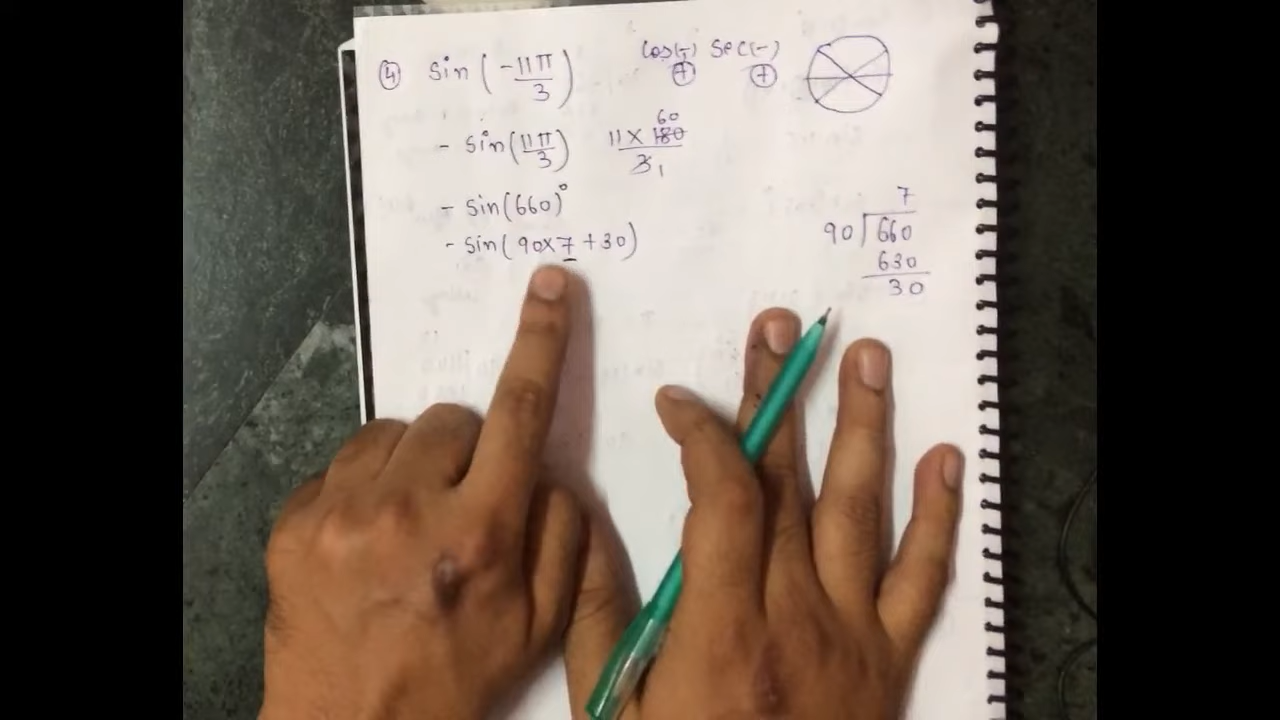 ④ Sin(-11π/3)
Cos(-) Sec(-)
⊕ ⊕
- Sin(11π/3) 11 × 180/3 60 1
- Sin(660)°
- Sin(90×7+30)
7
90)660
630
30